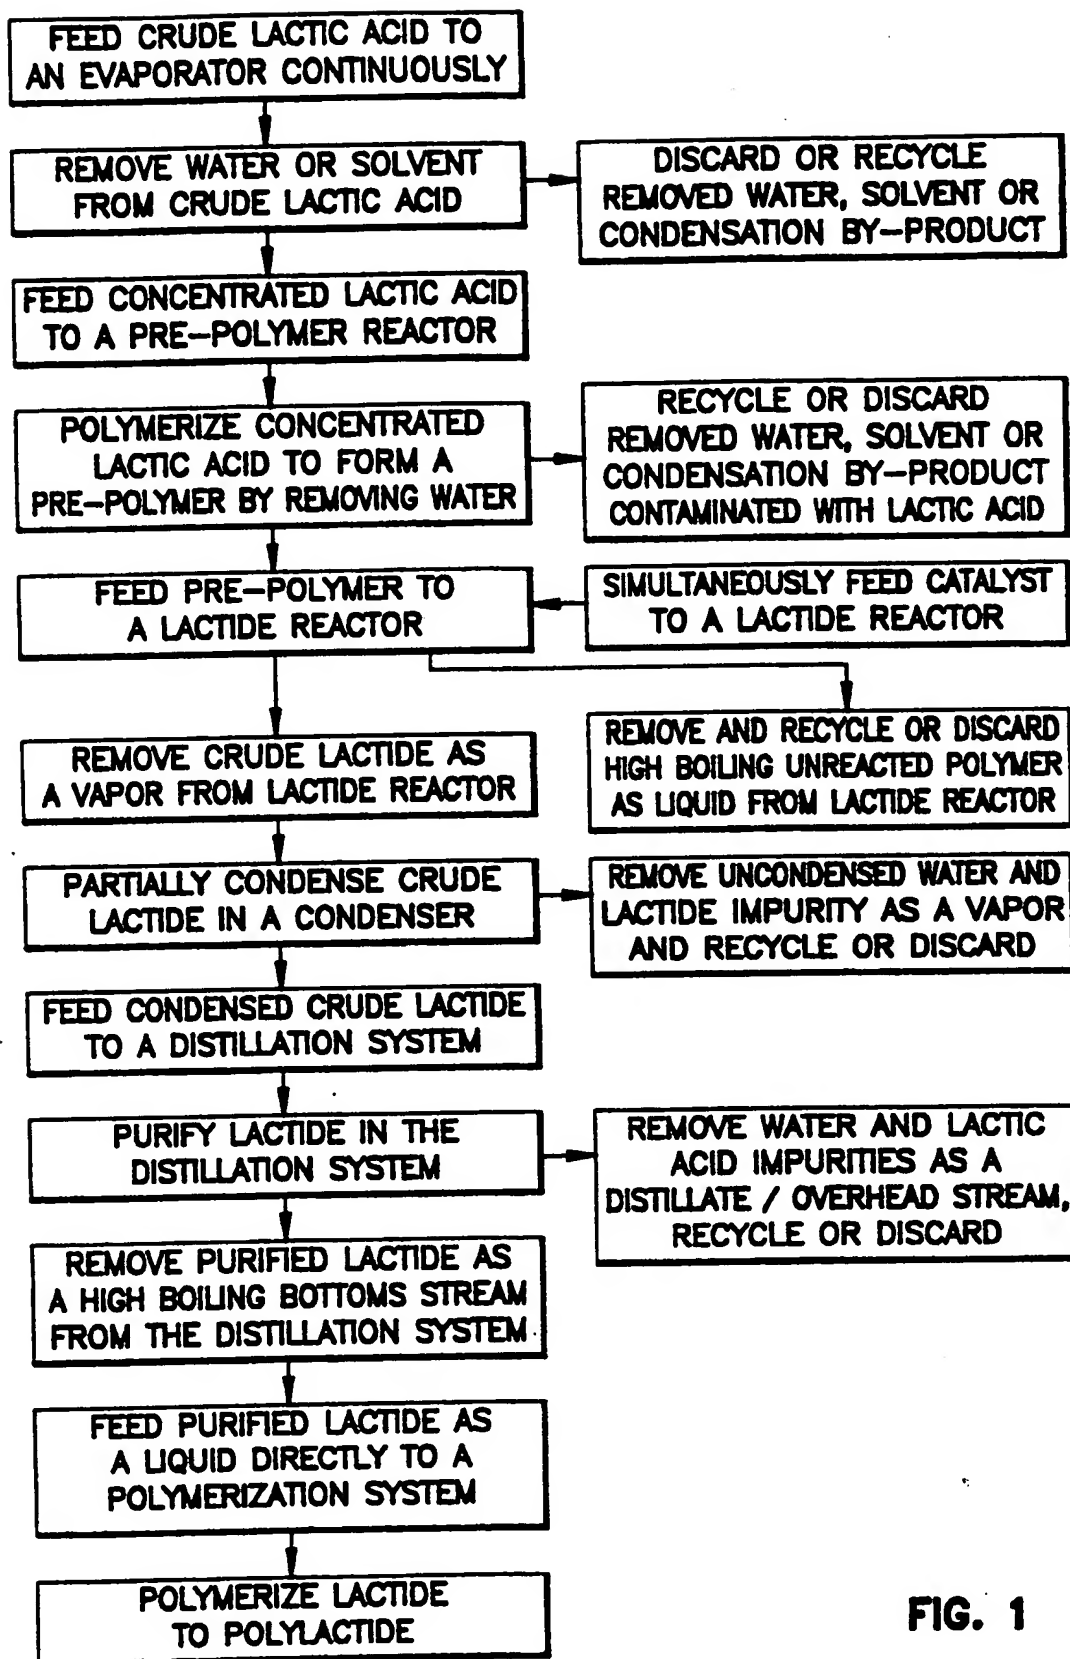 FEED CRUDE LACTIC ACID TO
AN EVAPORATOR CONTINUOUSLY
REMOVE WATER OR SOLVENT
FROM CRUDE LACTIC ACID
DISCARD OR RECYCLE
REMOVED WATER, SOLVENT OR
CONDENSATION BY-PRODUCT
FEED CONCENTRATED LACTIC ACID
TO A PRE-POLYMER REACTOR
POLYMERIZE CONCENTRATED
LACTIC ACID TO FORM A
PRE-POLYMER BY REMOVING WATER
RECYCLE OR DISCARD
REMOVED WATER, SOLVENT OR
CONDENSATION BY-PRODUCT
CONTAMINATED WITH LACTIC ACID
FEED PRE-POLYMER TO
A LACTIDE REACTOR
SIMULTANEOUSLY FEED CATALYST
TO A LACTIDE REACTOR
REMOVE CRUDE LACTIDE AS
A VAPOR FROM LACTIDE REACTOR
REMOVE AND RECYCLE OR DISCARD
HIGH BOILING UNREACTED POLYMER
AS LIQUID FROM LACTIDE REACTOR
PARTIALLY CONDENSE CRUDE
LACTIDE IN A CONDENSER
REMOVE UNCONDENSED WATER AND
LACTIDE IMPURITY AS A VAPOR
AND RECYCLE OR DISCARD
FEED CONDENSED CRUDE LACTIDE
TO A DISTILLATION SYSTEM
PURIFY LACTIDE IN THE
DISTILLATION SYSTEM
REMOVE WATER AND LACTIC
ACID IMPURITIES AS A
DISTILLATE / OVERHEAD STREAM,
RECYCLE OR DISCARD
REMOVE PURIFIED LACTIDE AS
A HIGH BOILING BOTTOMS STREAM
FROM THE DISTILLATION SYSTEM
FEED PURIFIED LACTIDE AS
A LIQUID DIRECTLY TO A
POLYMERIZATION SYSTEM
POLYMERIZE LACTIDE
TO POLYLACTIDE
FIG. 1